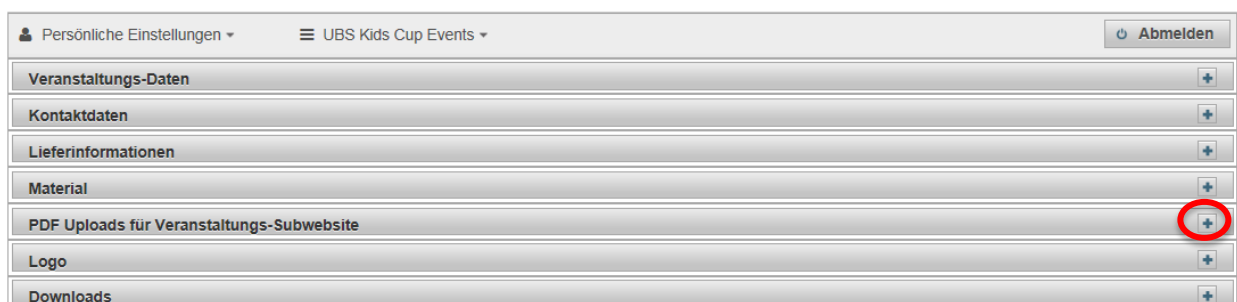 Persönliche Einstellungen UBS Kids Cup Events Abmelden
Veranstaltungs-Daten
Kontaktdaten
Lieferinformationen
Material
PDF Uploads für Veranstaltungs-Subwebsite
Logo
Downloads